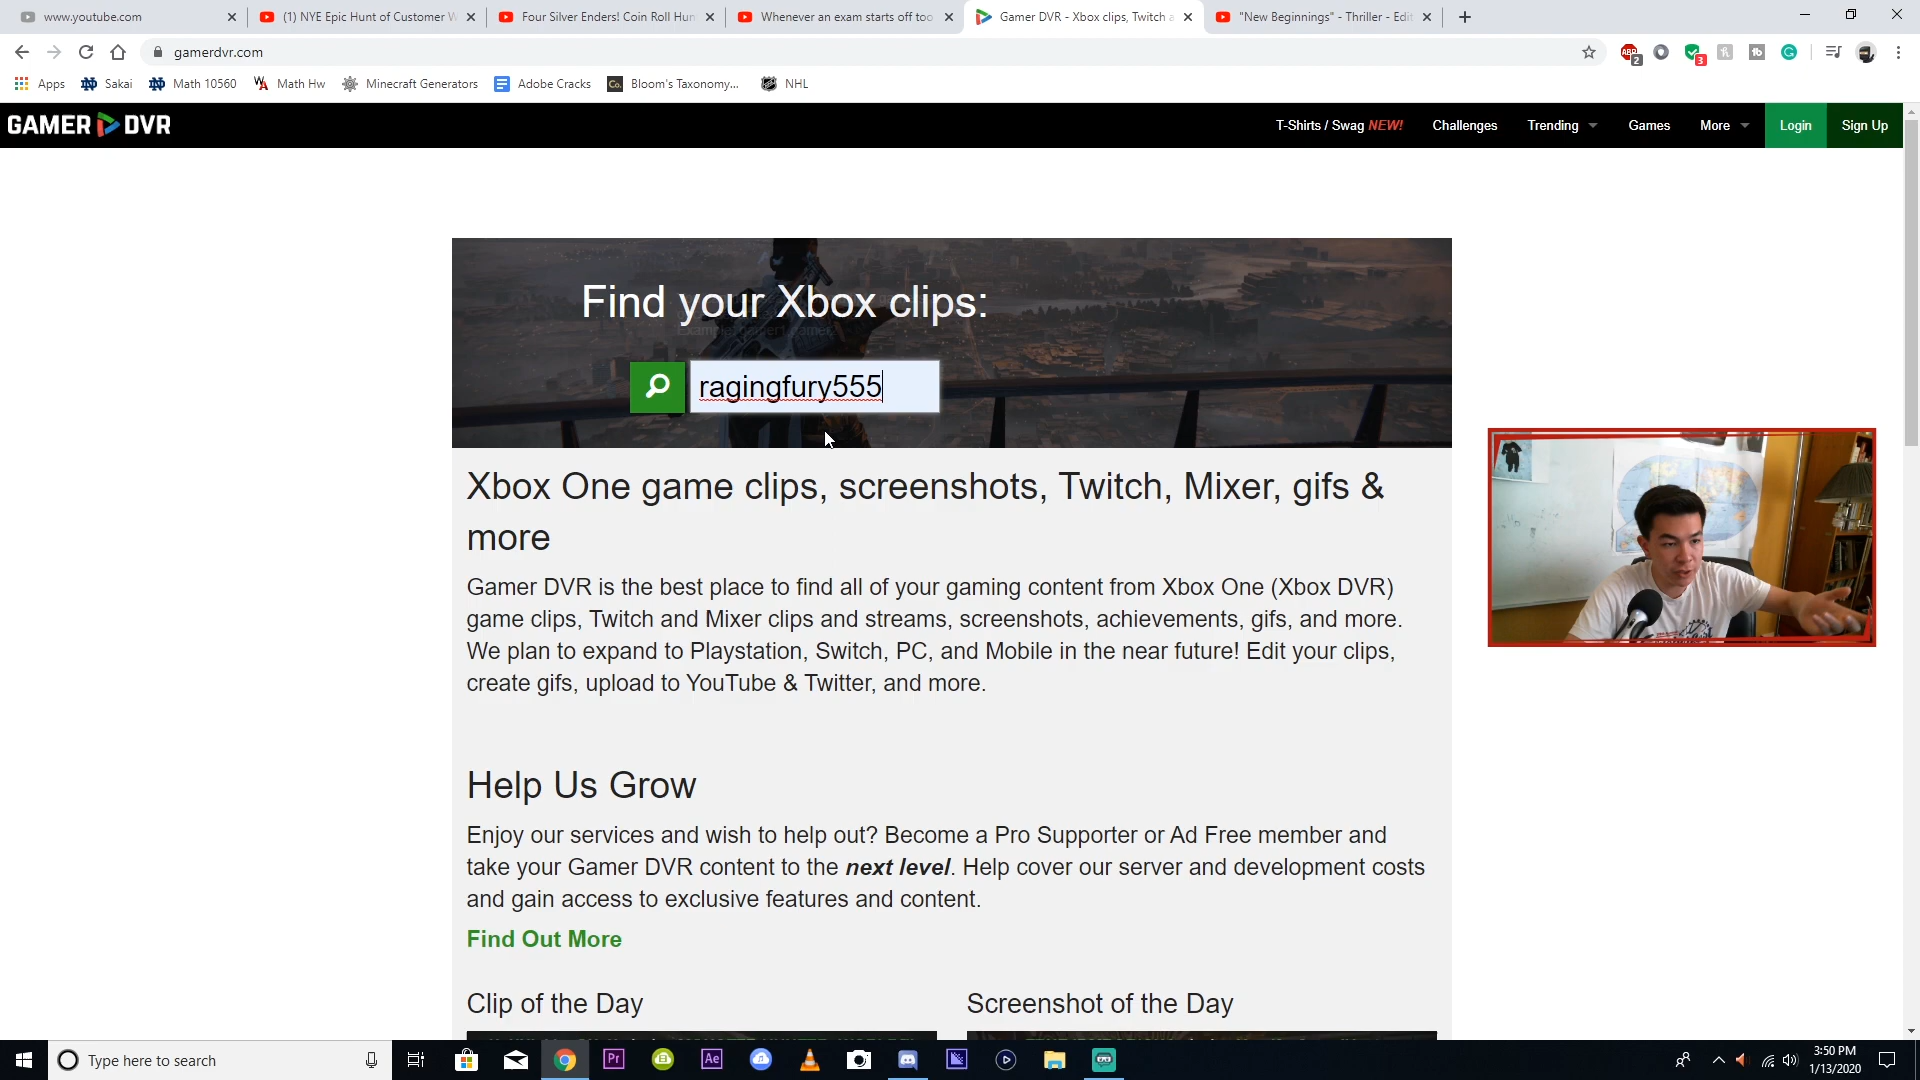 www.youtube.com
(1) NYE Epic Hunt of Customer W
Four Silver Enders! Coin Roll Hun
Whenever an exam starts off too
Gamer DVR - Xbox clips, Twitch a
"New Beginnings" - Thriller - Edit
gamerdvr.com
ABP
2
3
Apps
Sakai
Math 10560
Math Hw
Minecraft Generators
Adobe Cracks
Co.
Bloom's Taxonomy...
NHL
GAMER DVR
T-Shirts / Swag NEW!
Challenges
Trending
Games
More
Login
Sign Up
Find your Xbox clips:
ragingfury555
Xbox One game clips, screenshots, Twitch, Mixer, gifs &
more
Gamer DVR is the best place to find all of your gaming content from Xbox One (Xbox DVR)
game clips, Twitch and Mixer clips and streams, screenshots, achievements, gifs, and more.
We plan to expand to Playstation, Switch, PC, and Mobile in the near future! Edit your clips,
create gifs, upload to YouTube & Twitter, and more.
Help Us Grow
Enjoy our services and wish to help out? Become a Pro Supporter or Ad Free member and
take your Gamer DVR content to the next level. Help cover our server and development costs
and gain access to exclusive features and content.
Find Out More
Clip of the Day
Screenshot of the Day
Type here to search
Pr
Ae
3:50 PM
1/13/2020